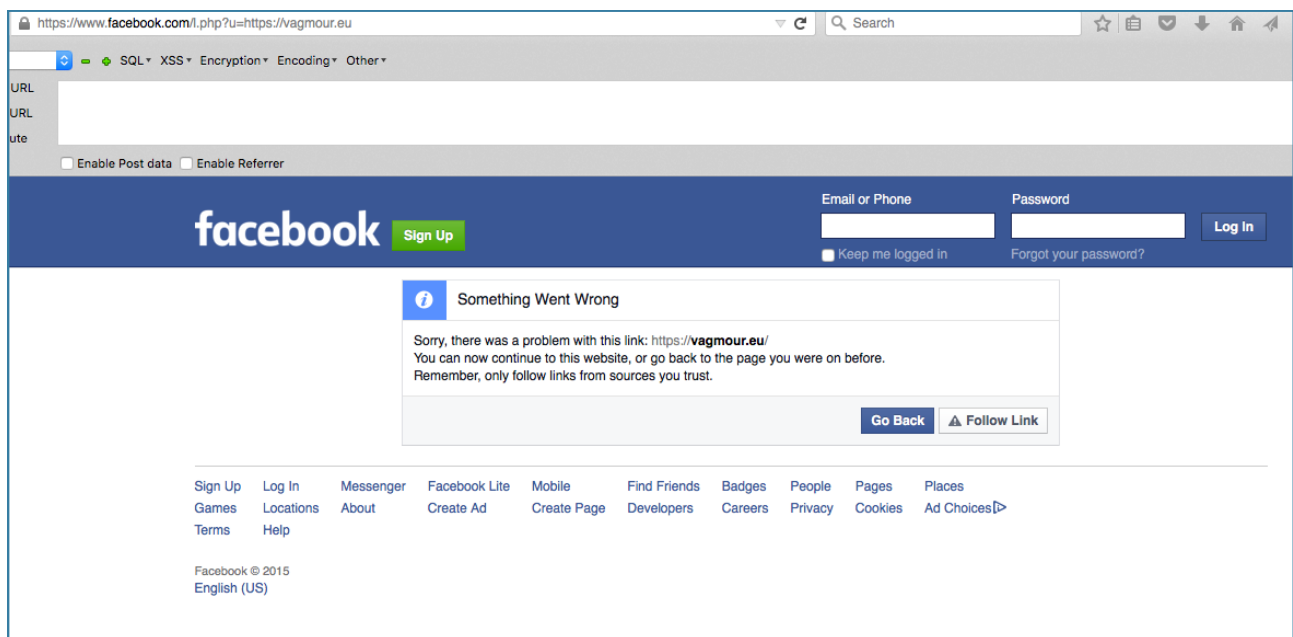 https://www.facebook.com/l.php?u=https://vagmour.eu
Search
SQL XSS Encryption Encoding Other
URL
URL
ute
Enable Post data Enable Referrer
facebook
Sign Up
Email or Phone
Password
Log In
Keep me logged in
Forgot your password?
Something Went Wrong
Sorry, there was a problem with this link: https://vagmour.eu/
You can now continue to this website, or go back to the page you were on before.
Remember, only follow links from sources you trust.
Go Back Follow Link
Sign Up Log In Messenger Facebook Lite Mobile Find Friends Badges People Pages Places
Games Locations About Create Ad Create Page Developers Careers Privacy Cookies Ad Choices
Terms Help
Facebook © 2015
English (US)